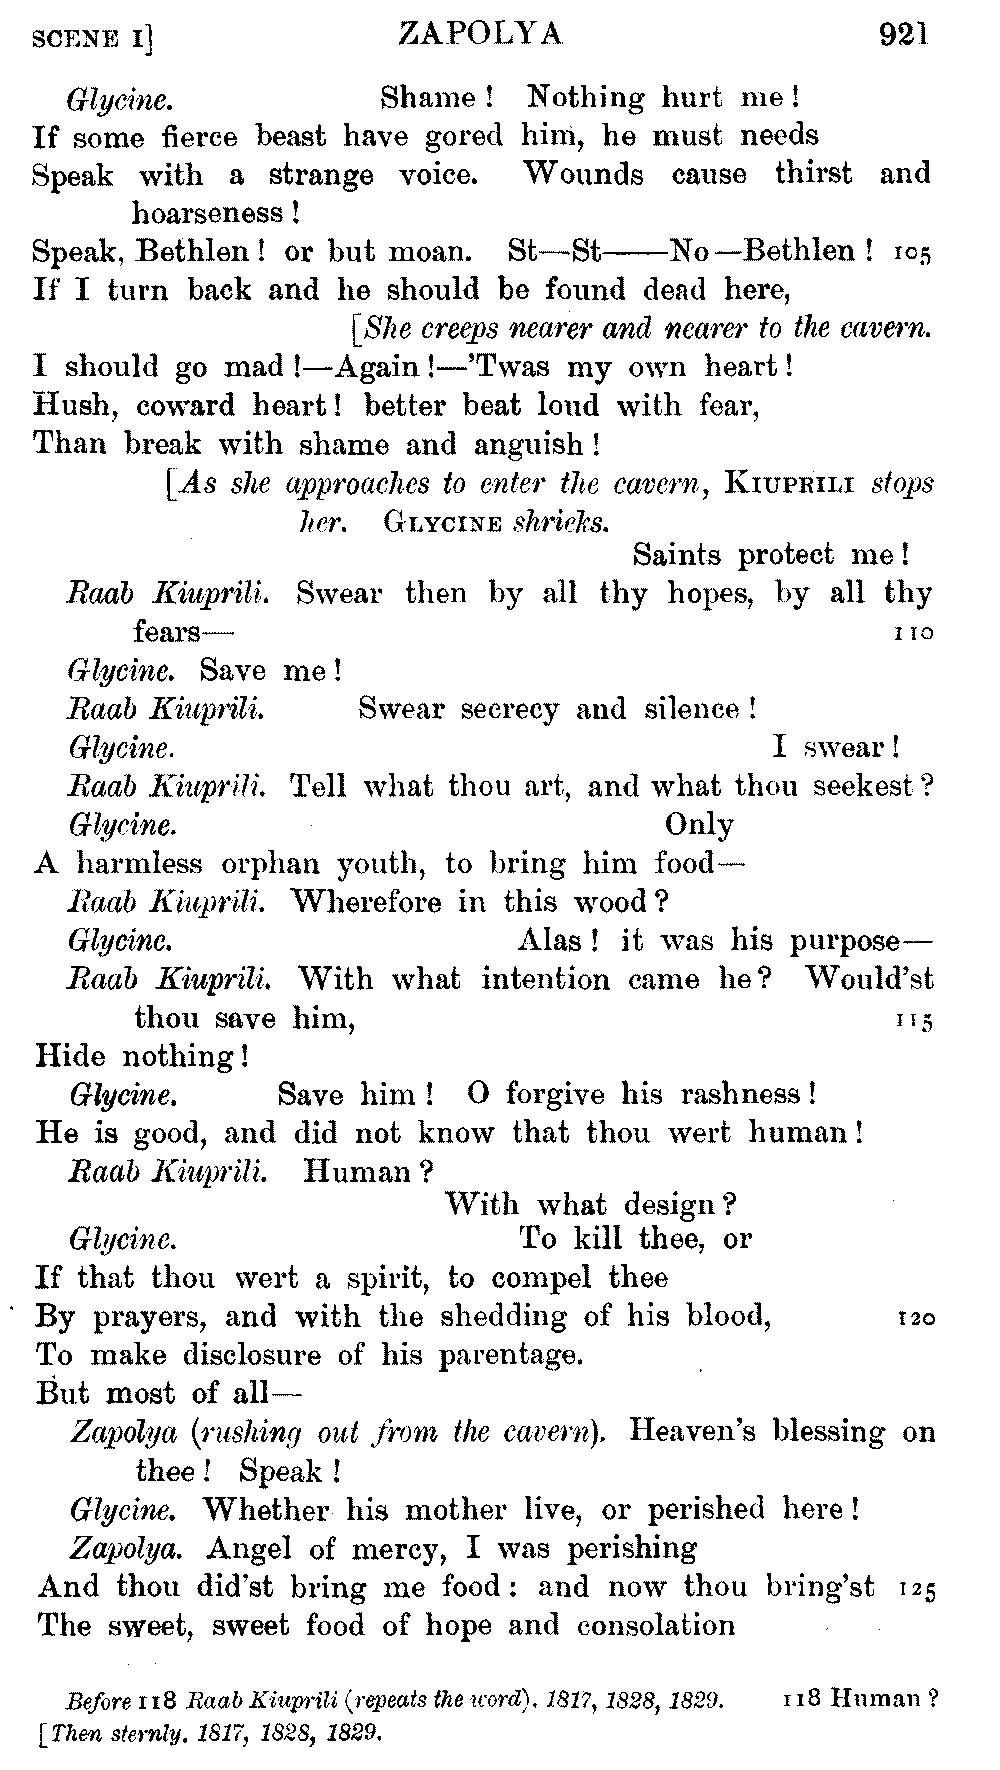 SCENE I] ZAPOLYA 921
Glycine. Shame! Nothing hurt me!
If some fierce beast have gored him, he must needs
Speak with a strange voice. Wounds cause thirst and
hoarseness!
Speak, Bethlen! or but moan. St—St——No—Bethlen! 105
If I turn back and he should be found dead here,
[She creeps nearer and nearer to the cavern.
I should go mad!—Again!—'Twas my own heart!
Hush, coward heart! better beat loud with fear,
Than break with shame and anguish!
[As she approaches to enter the cavern, KIUPRILI stops
her. GLYCINE shrieks.
Saints protect me!
Raab Kiuprili. Swear then by all thy hopes, by all thy
fears— 110
Glycine. Save me!
Raab Kiuprili. Swear secrecy and silence!
Glycine. I swear!
Raab Kiuprili. Tell what thou art, and what thou seekest?
Glycine. Only
A harmless orphan youth, to bring him food—
Raab Kiuprili. Wherefore in this wood?
Glycine. Alas! it was his purpose—
Raab Kiuprili. With what intention came he? Would'st
thou save him, 115
Hide nothing!
Glycine. Save him! O forgive his rashness!
He is good, and did not know that thou wert human!
Raab Kiuprili. Human?
With what design?
Glycine. To kill thee, or
If that thou wert a spirit, to compel thee
By prayers, and with the shedding of his blood, 120
To make disclosure of his parentage.
But most of all—
Zapolya (rushing out from the cavern). Heaven's blessing on
thee! Speak!
Glycine. Whether his mother live, or perished here!
Zapolya. Angel of mercy, I was perishing
And thou did'st bring me food: and now thou bring'st 125
The sweet, sweet food of hope and consolation
Before 118 Raab Kiuprili (repeats the word). 1817, 1828, 1829. 118 Human?
[Then sternly. 1817, 1828, 1829.